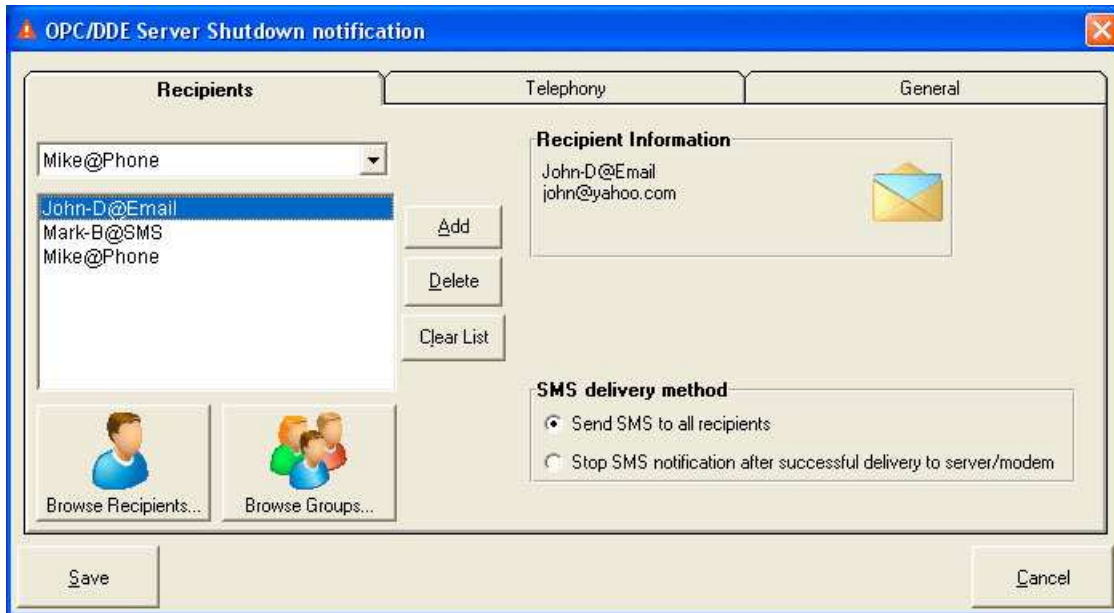 OPC/DDE Server Shutdown notification
Recipients
Telephony
General
Mike@Phone
John-D@Email
Mark-B@SMS
Mike@Phone
Add
Delete
Clear List
Browse Recipients...
Browse Groups...
Recipient Information
John-D@Email
john@yahoo.com
SMS delivery method
Send SMS to all recipients
Stop SMS notification after successful delivery to server/modem
Save
Cancel